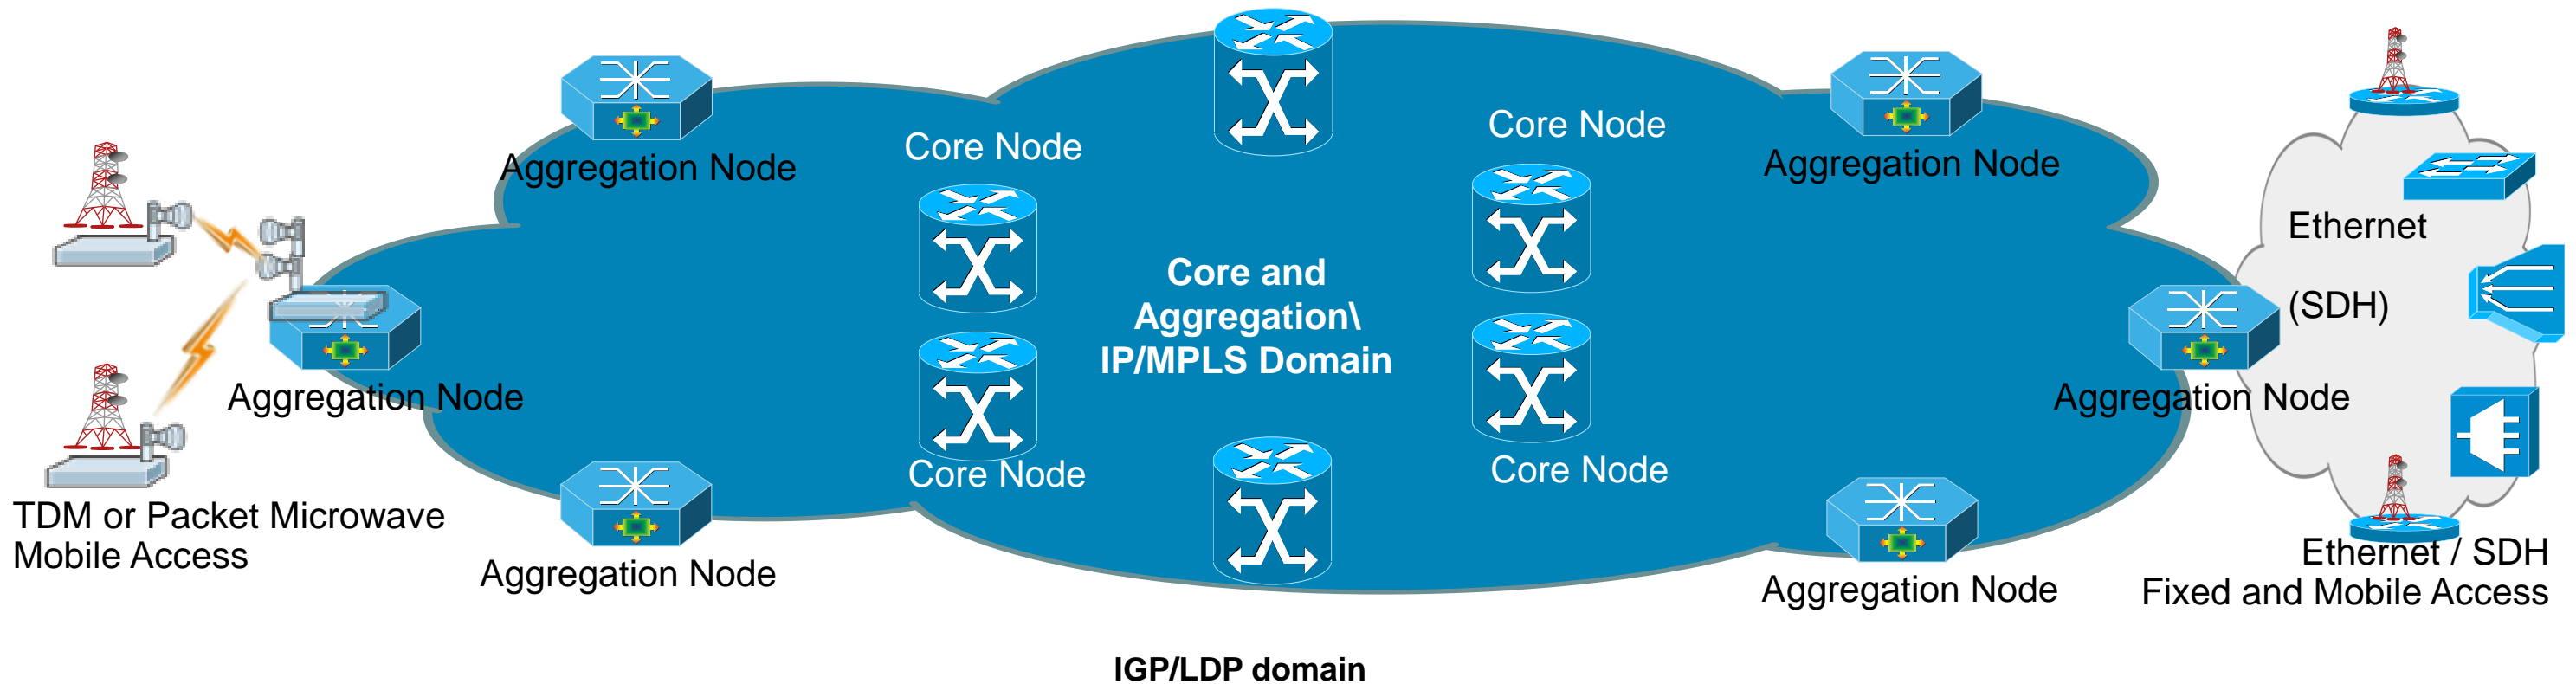 Core Node
Core Node
Aggregation Node
Aggregation Node
Ethernet
(SDH)
Core and
Aggregation\
IP/MPLS Domain
Aggregation Node
Aggregation Node
Core Node
Core Node
TDM or Packet Microwave
Mobile Access
Aggregation Node
Aggregation Node
Ethernet / SDH
Fixed and Mobile Access
IGP/LDP domain